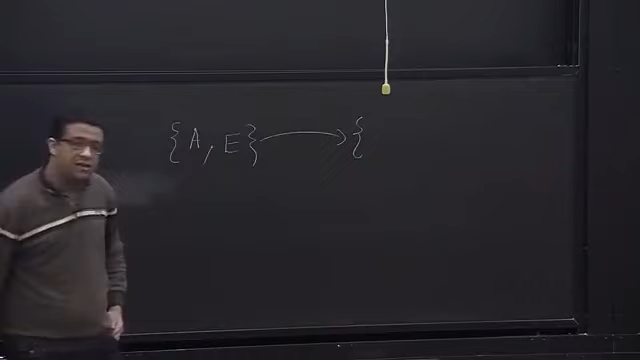 { A , E } → {